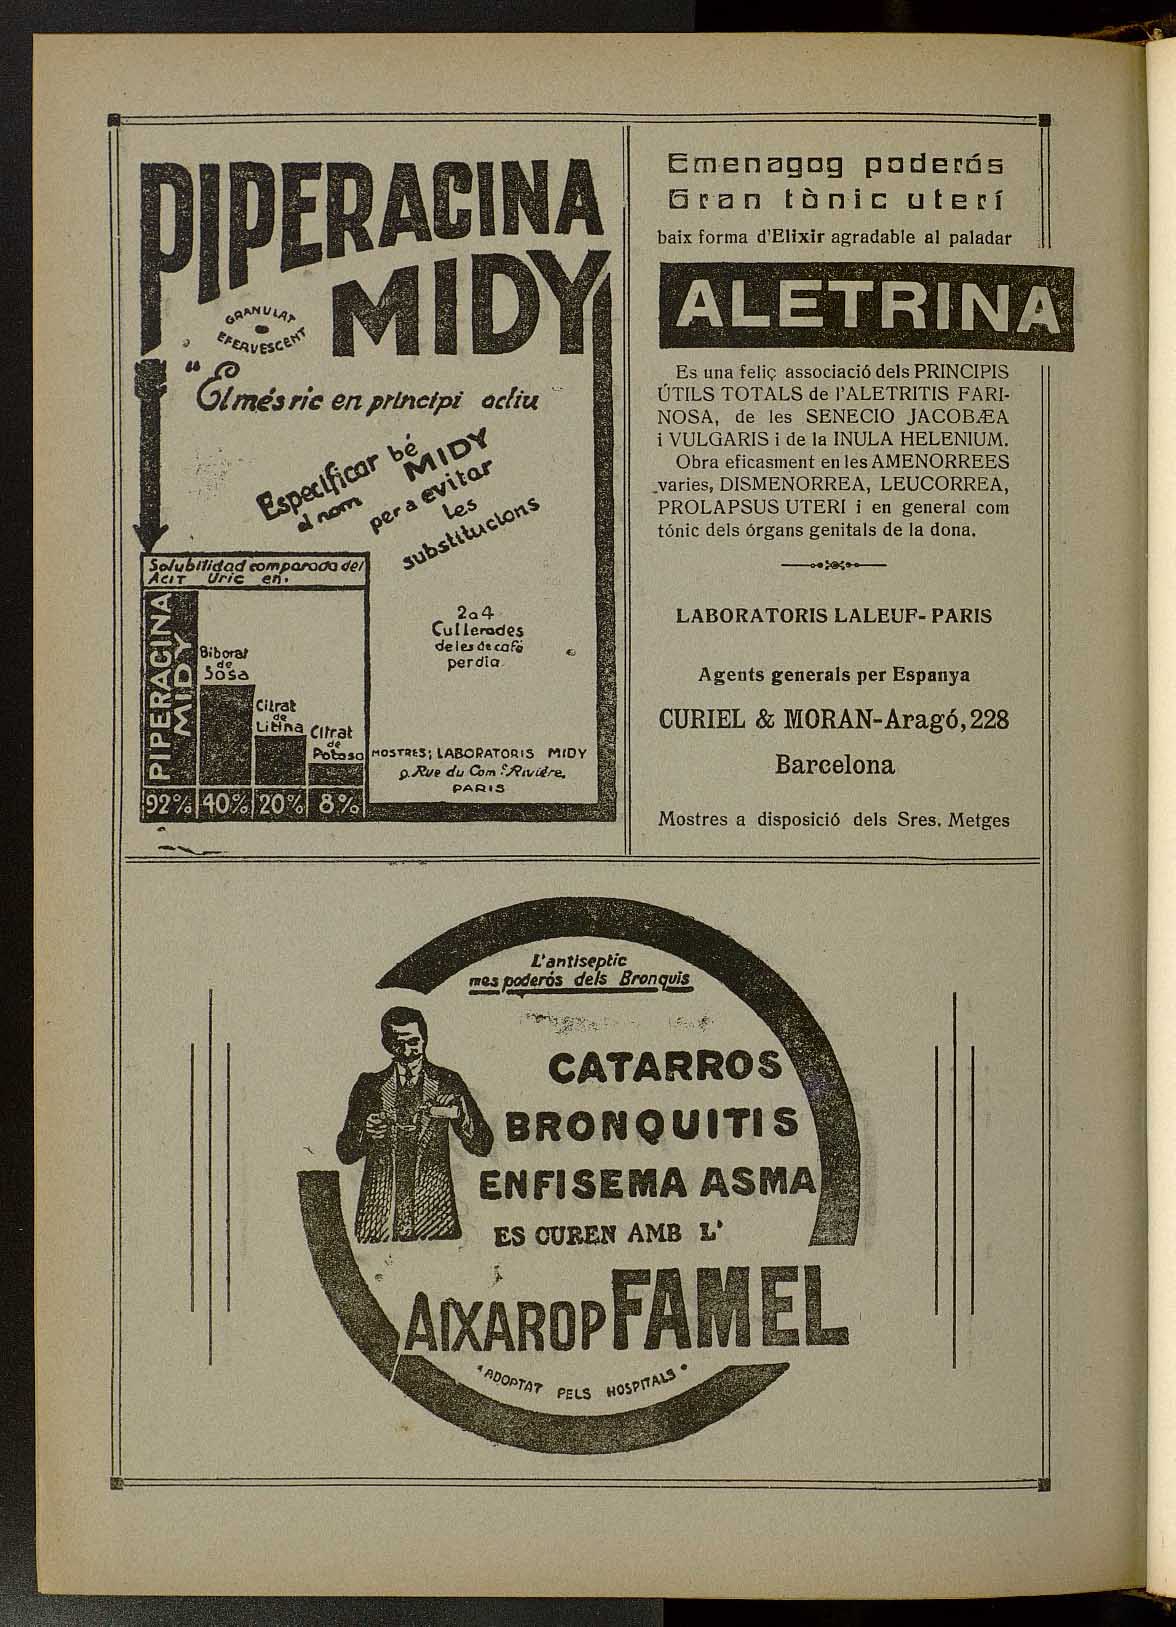 PIPERACINA
MIDY
GRANULAT
EFERVESCENT
"El més ric en principi actiu
Especificar bé
el nom MIDY
per a evitar
les
substitucions
Solubilidad comparada del
Acit Uric en.
PIPERACINA
MIDY
Biborat
de
Sosa
Citrat
de
Litina
Citrat
de
Potasa
92% 40% 20% 8%
2 a 4
Cullerades
de les de café
per dia
MOSTRES; LABORATORIS MIDY
9. Rue du Com.t Rivière.
PARIS
Emenagog poderós
Gran tònic uterí
baix forma d'Elixir agradable al paladar
ALETRINA
Es una feliç associació dels PRINCIPIS
ÚTILS TOTALS de l'ALETRITIS FARI-
NOSA, de les SENECIO JACOBÆA
i VULGARIS i de la INULA HELENIUM.
Obra eficasment en les AMENORREES
varies, DISMENORREA, LEUCORREA,
PROLAPSUS UTERI i en general com
tónic dels órgans genitals de la dona.
LABORATORIS LALEUF-PARIS
Agents generals per Espanya
CURIEL & MORAN-Aragó, 228
Barcelona
Mostres a disposició dels Sres. Metges
L'antiseptic
mes poderós dels Bronquis
CATARROS
BRONQUITIS
ENFISEMA ASMA
ES CUREN AMB L'
AIXAROP FAMEL
"ADOPTAT PELS HOSPITALS"